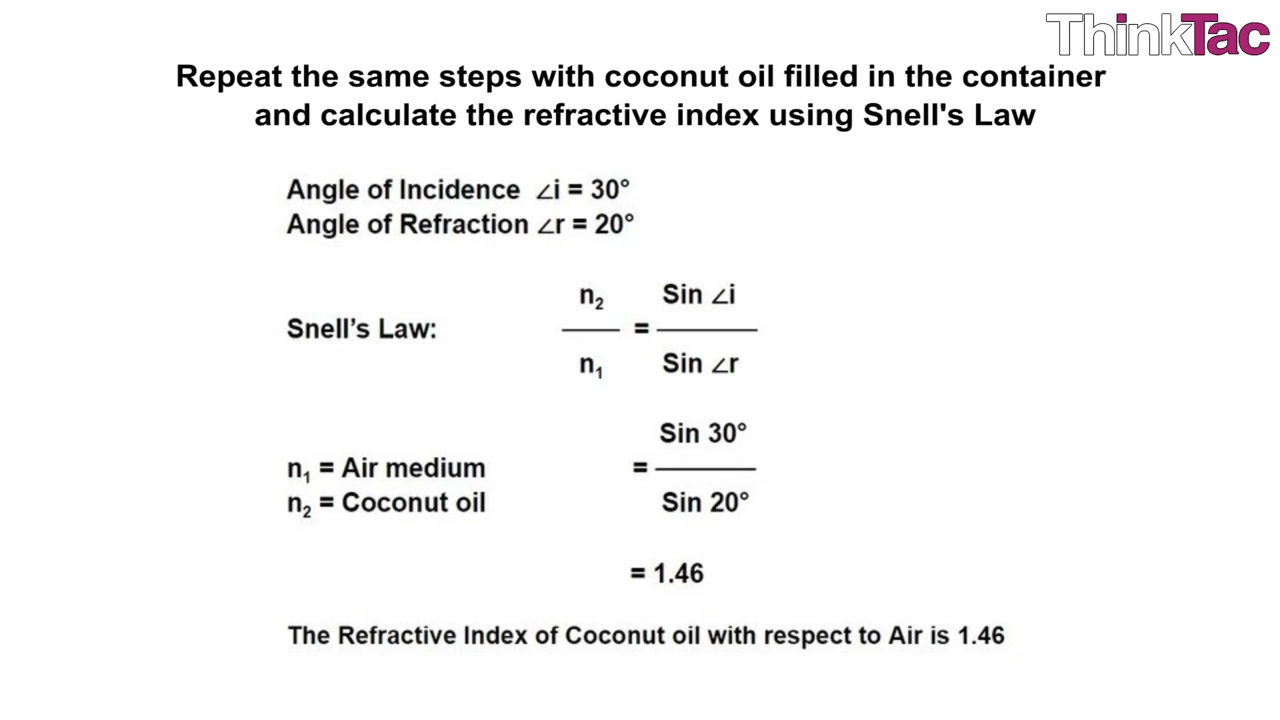 ThinkTac
Repeat the same steps with coconut oil filled in the container
and calculate the refractive index using Snell's Law
Angle of Incidence ∠i = 30°
Angle of Refraction ∠r = 20°
Snell’s Law:
n₂
n₁
=
Sin ∠i
Sin ∠r
n₁ = Air medium
n₂ = Coconut oil
=
Sin 30°
Sin 20°
= 1.46
The Refractive Index of Coconut oil with respect to Air is 1.46